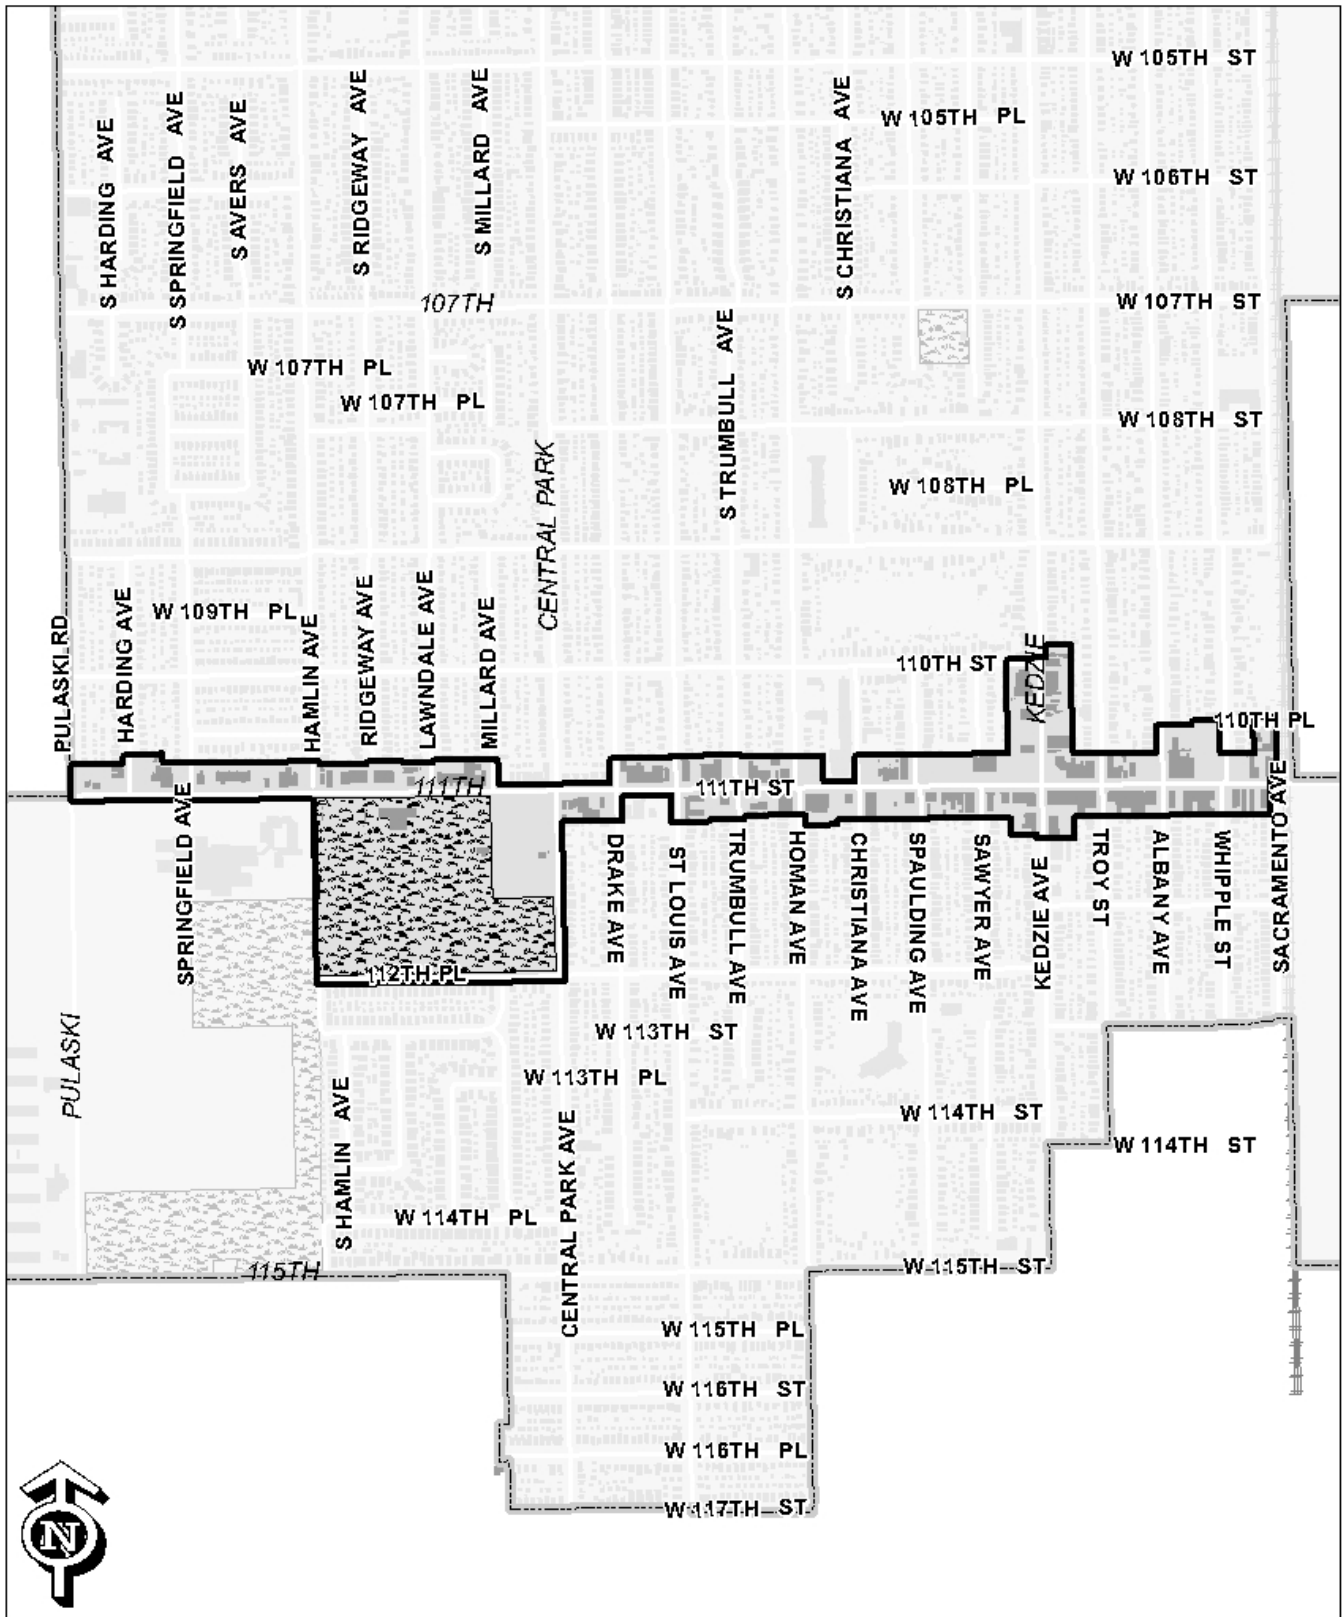 W 105TH ST
W 105TH PL
S HARDING AVE
S SPRINGFIELD AVE
S AVERS AVE
S RIDGEWAY AVE
S MILLARD AVE
S CHRISTIANA AVE
W 106TH ST
107TH
W 107TH ST
W 107TH PL
W 107TH PL
S TRUMBULL AVE
W 108TH ST
CENTRAL PARK
W 108TH PL
W 109TH PL
PULASKI RD
HARDING AVE
HAMLIN AVE
RIDGEWAY AVE
LAWNDALE AVE
MILLARD AVE
110TH ST
KEDZIE
110TH PL
111TH
111TH ST
SPRINGFIELD AVE
DRAKE AVE
ST LOUIS AVE
TRUMBULL AVE
HOMAN AVE
CHRISTIANA AVE
SPAULDING AVE
SAWYER AVE
KEDZIE AVE
TROY ST
ALBANY AVE
WHIPPLE ST
SACRAMENTO AVE
112TH PL
W 113TH ST
PULASKI
W 113TH PL
S HAMLIN AVE
CENTRAL PARK AVE
W 114TH ST
W 114TH ST
W 114TH PL
115TH
W 115TH ST
W 115TH PL
W 116TH ST
W 116TH PL
W 117TH ST
N